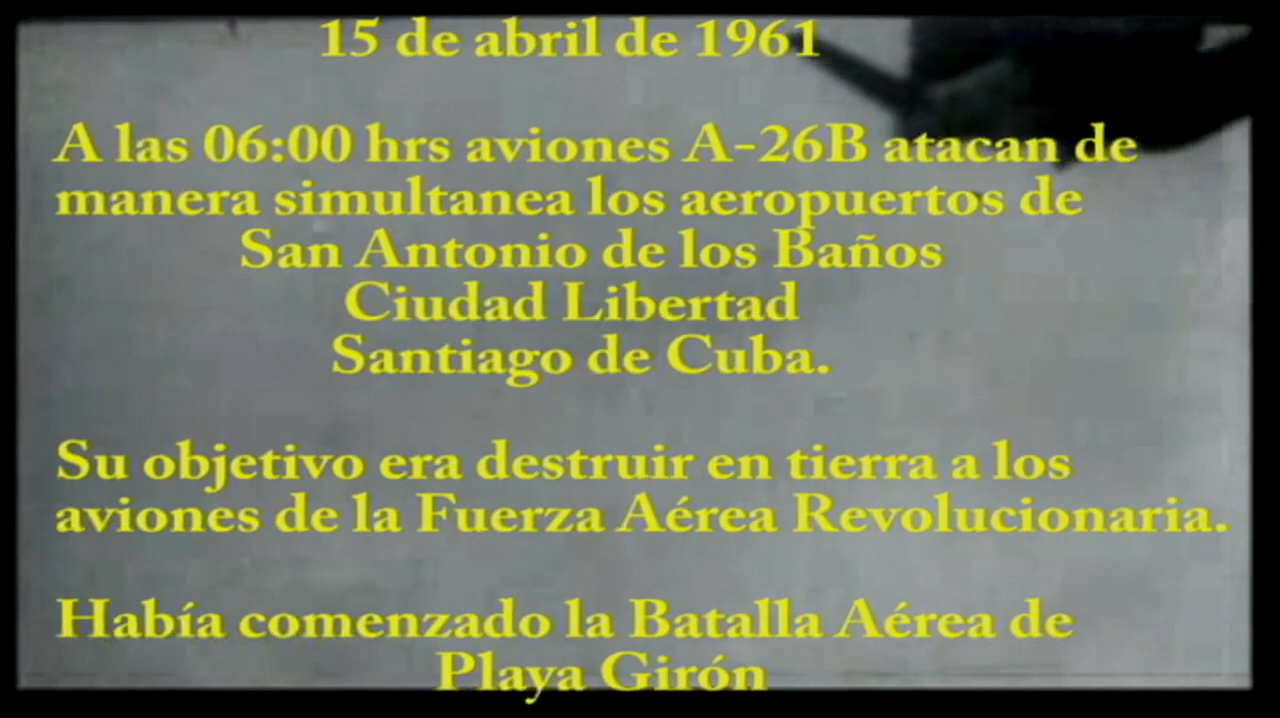 15 de abril de 1961
A las 06:00 hrs aviones A-26B atacan de
manera simultanea los aeropuertos de
San Antonio de los Baños
Ciudad Libertad
Santiago de Cuba.
Su objetivo era destruir en tierra a los
aviones de la Fuerza Aérea Revolucionaria.
Había comenzado la Batalla Aérea de
Playa Girón